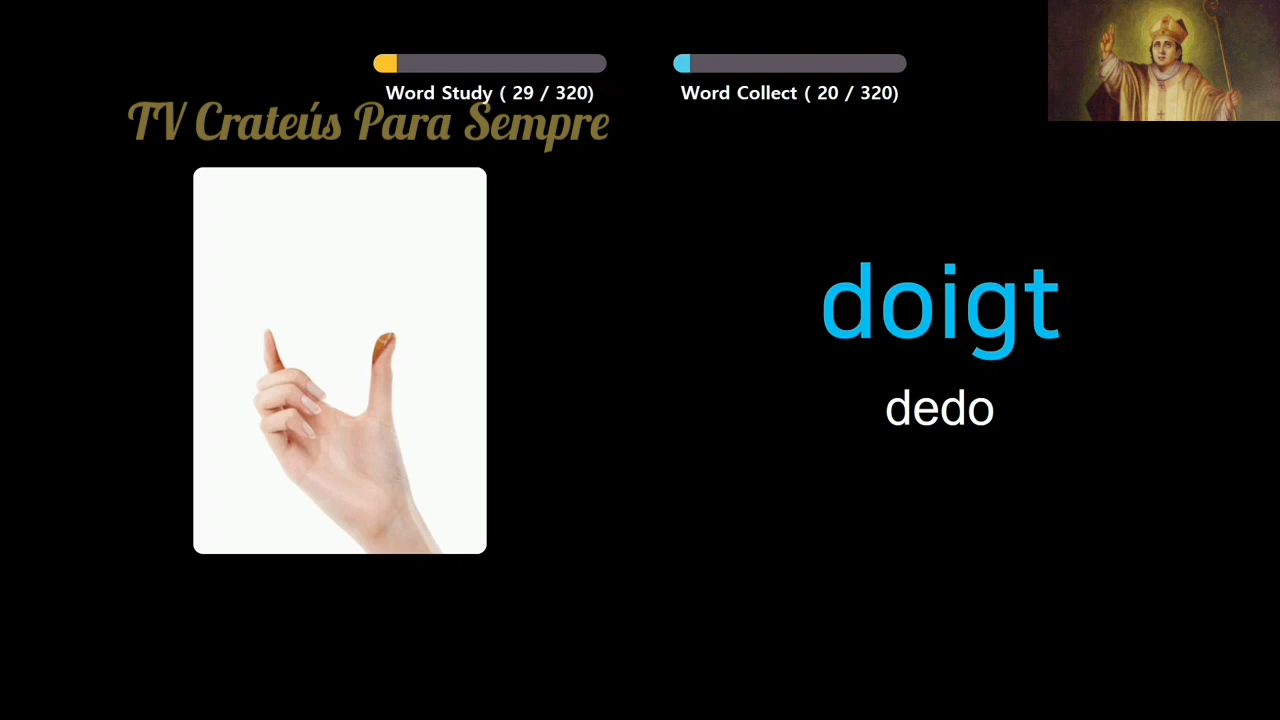 Word Study ( 29 / 320)
Word Collect ( 20 / 320)
TV Crateús Para Sempre
doigt
dedo